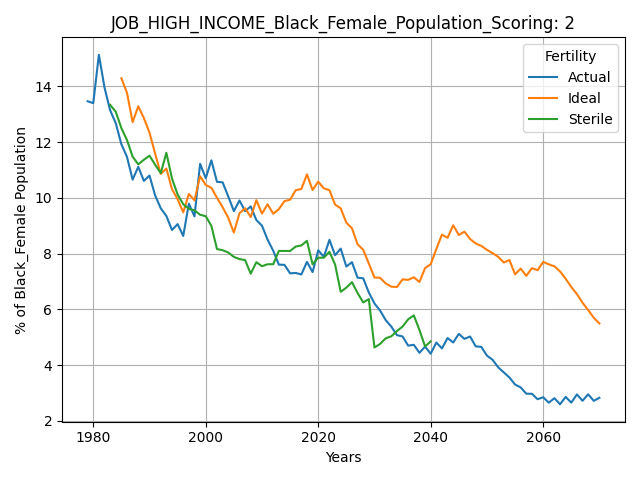 JOB_HIGH_INCOME_Black_Female_Population_Scoring: 2
Fertility
Actual
Ideal
Sterile
% of Black_Female Population
14
12
10
8
6
4
2
1980 2000 2020 2040 2060
Years